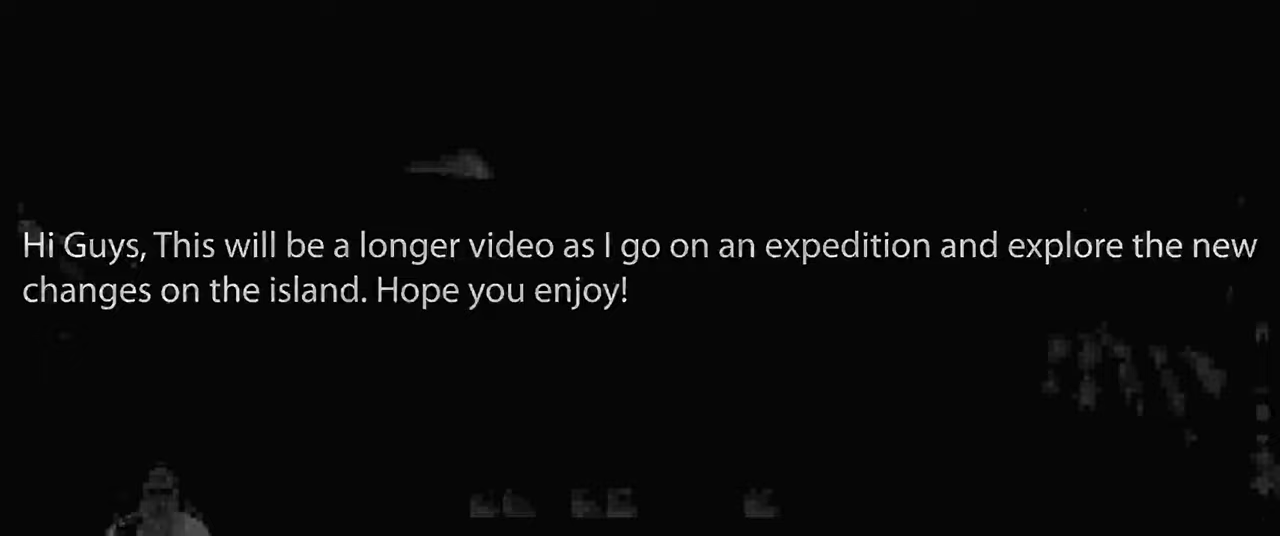 Hi Guys, This will be a longer video as I go on an expedition and explore the new
changes on the island. Hope you enjoy!